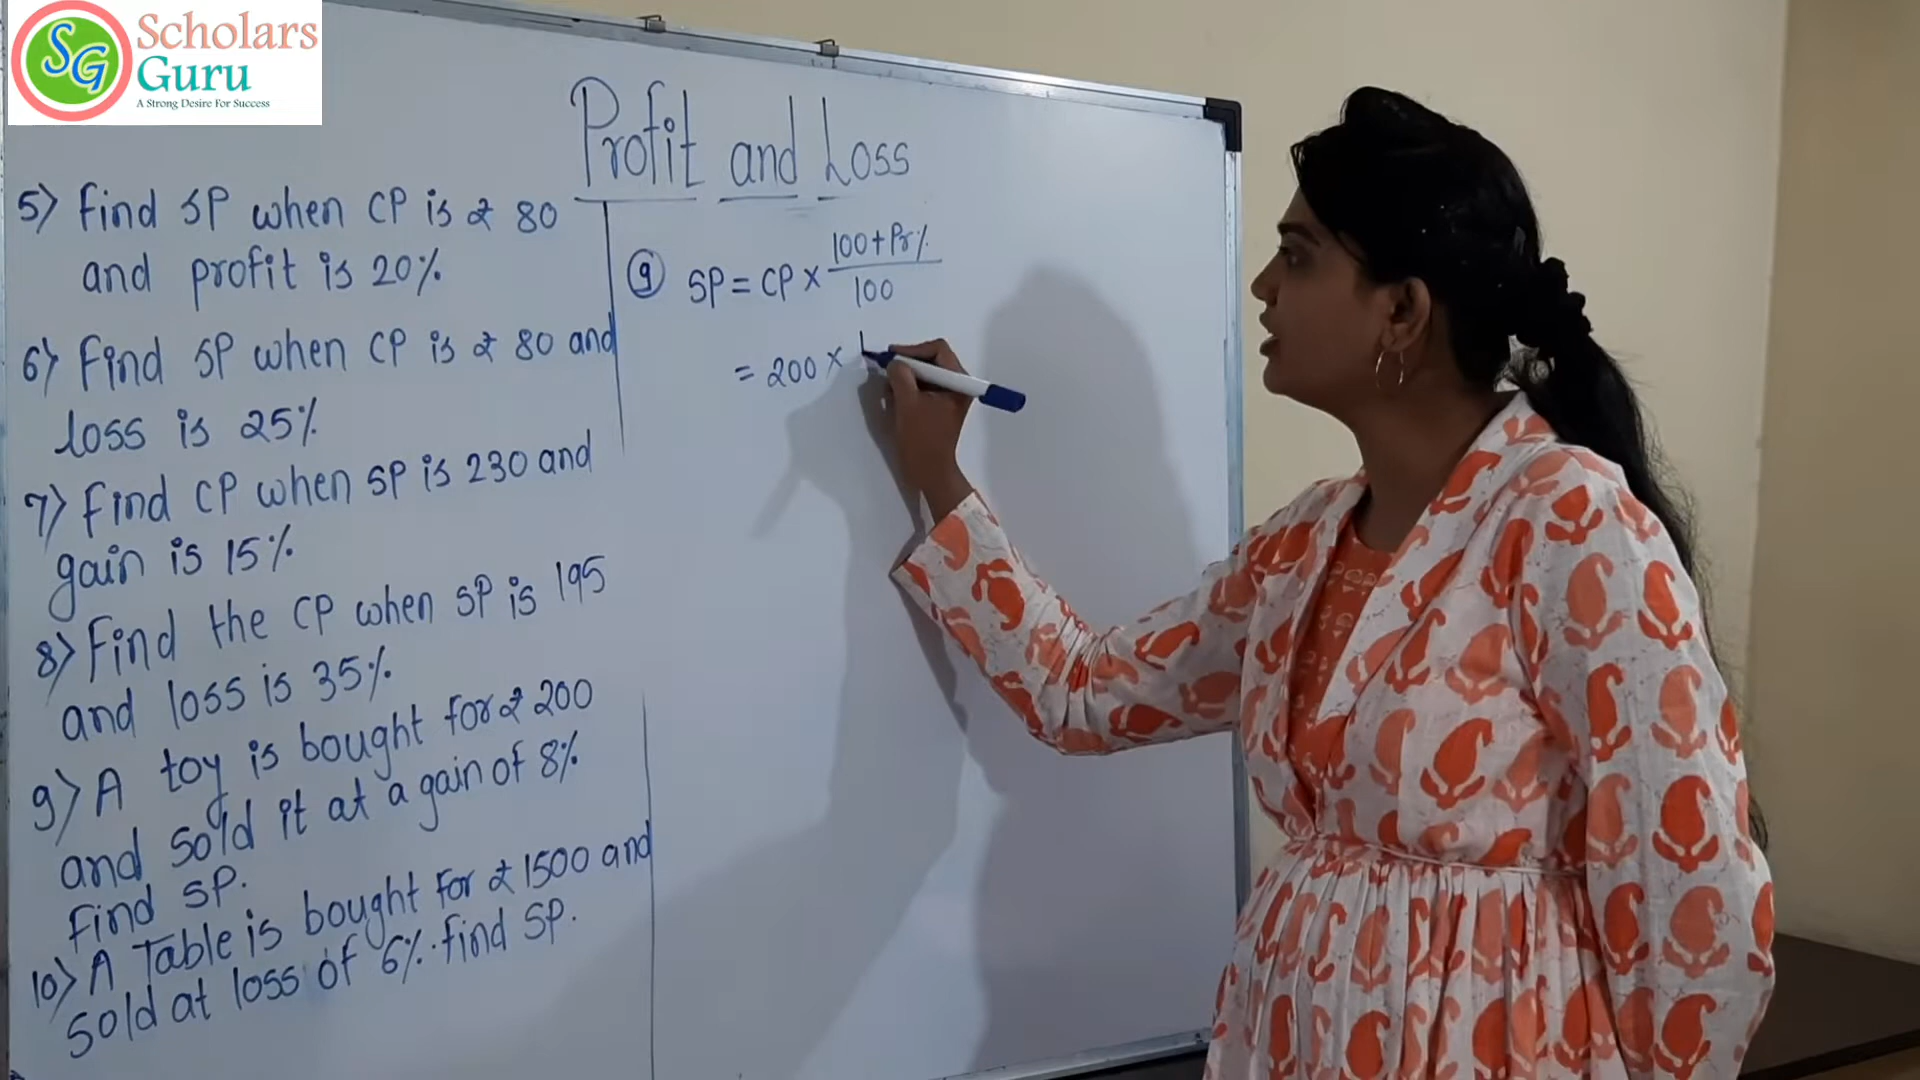 SG Scholars
Guru
A Strong Desire For Success
Profit and Loss
5) Find SP when CP is ₹ 80
and profit is 20%
6) Find SP when CP is ₹ 80 and
loss is 25%
7) Find CP when SP is 230 and
gain is 15%
8) Find the CP when SP is 195
and loss is 35%
9) A toy is bought for ₹ 200
and sold it at a gain of 8%
Find SP.
10) A Table is bought for ₹ 1500 and
sold at loss of 6%. find SP.
9 SP = CP × 100 + Pr% / 100
= 200 × 1